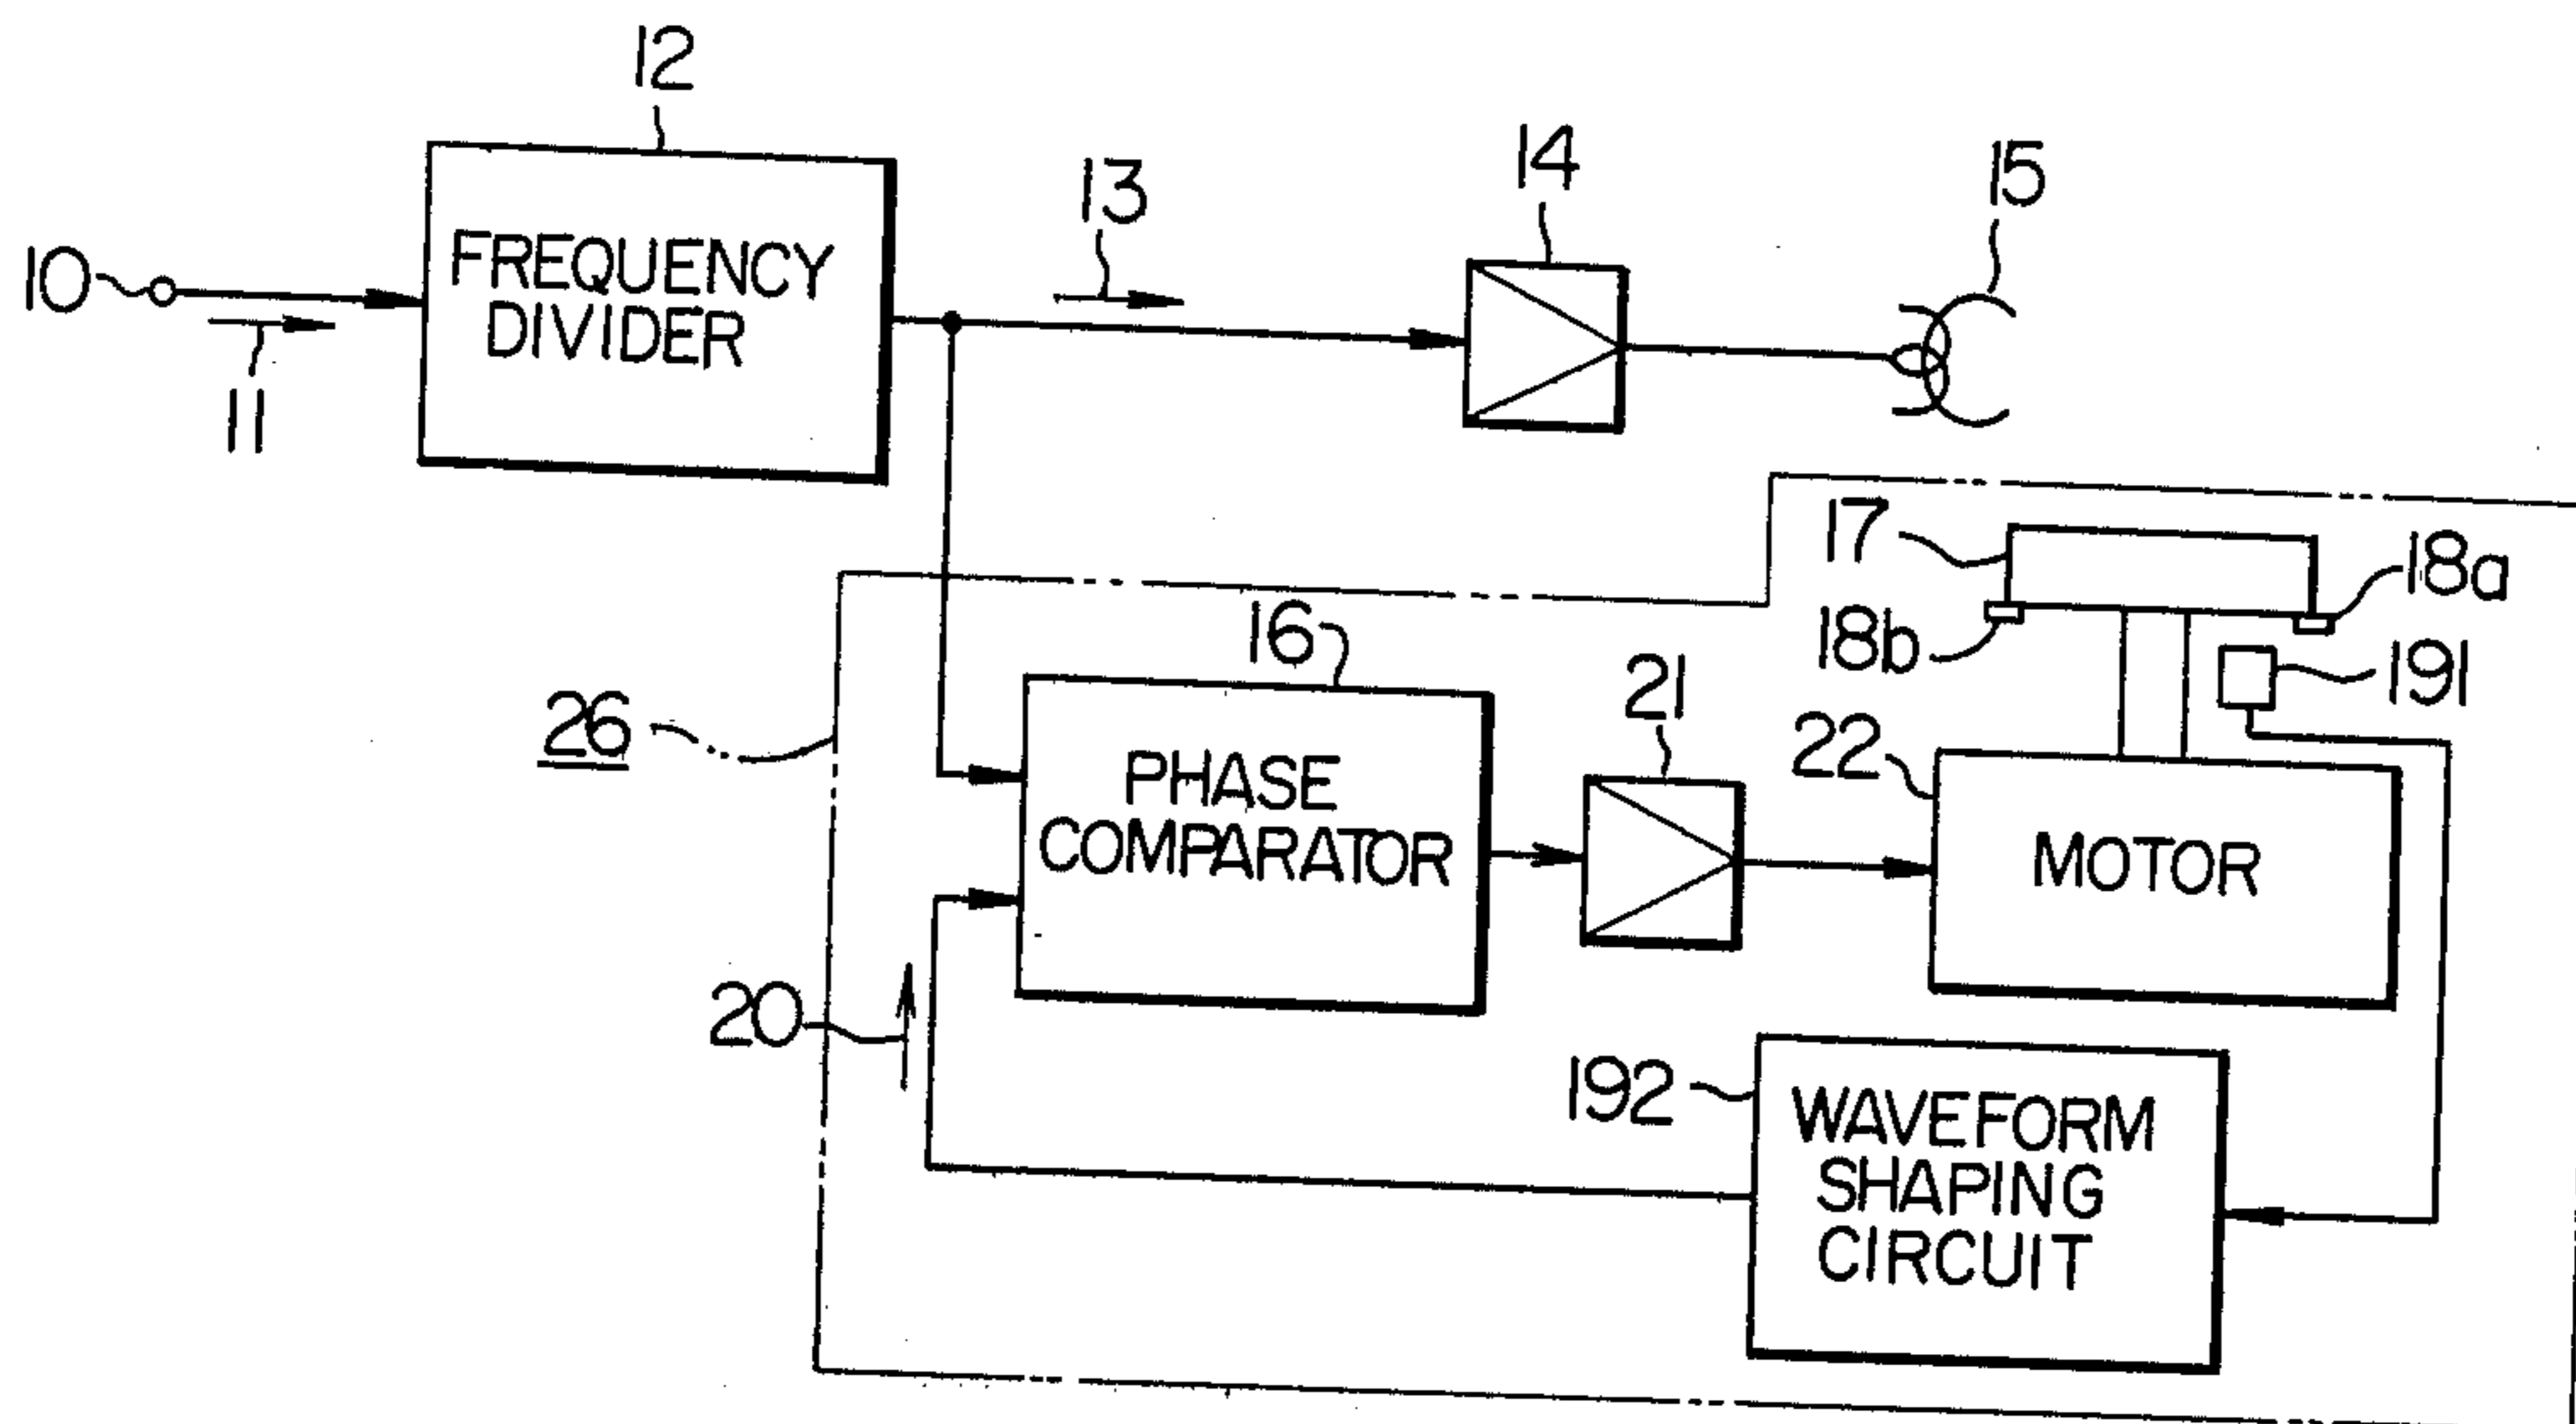 12
13
14
15
10
FREQUENCY
DIVIDER
11
17
18a
18b
16
191
26
21
22
PHASE
COMPARATOR
MOTOR
20
192
WAVEFORM
SHAPING
CIRCUIT